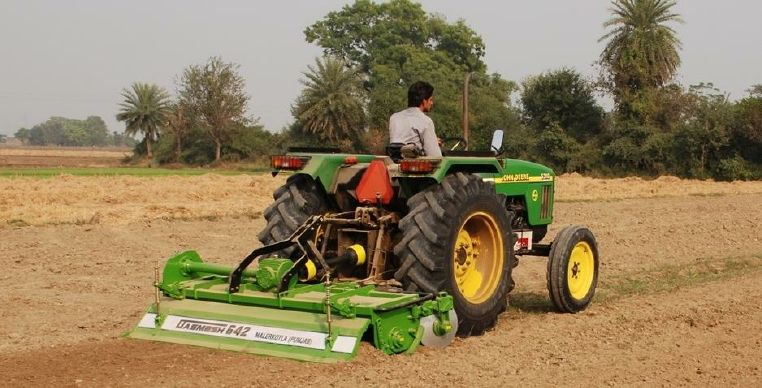 JOHN DEERE
DASMESH 642
MALERKOTLA (PUNJAB)